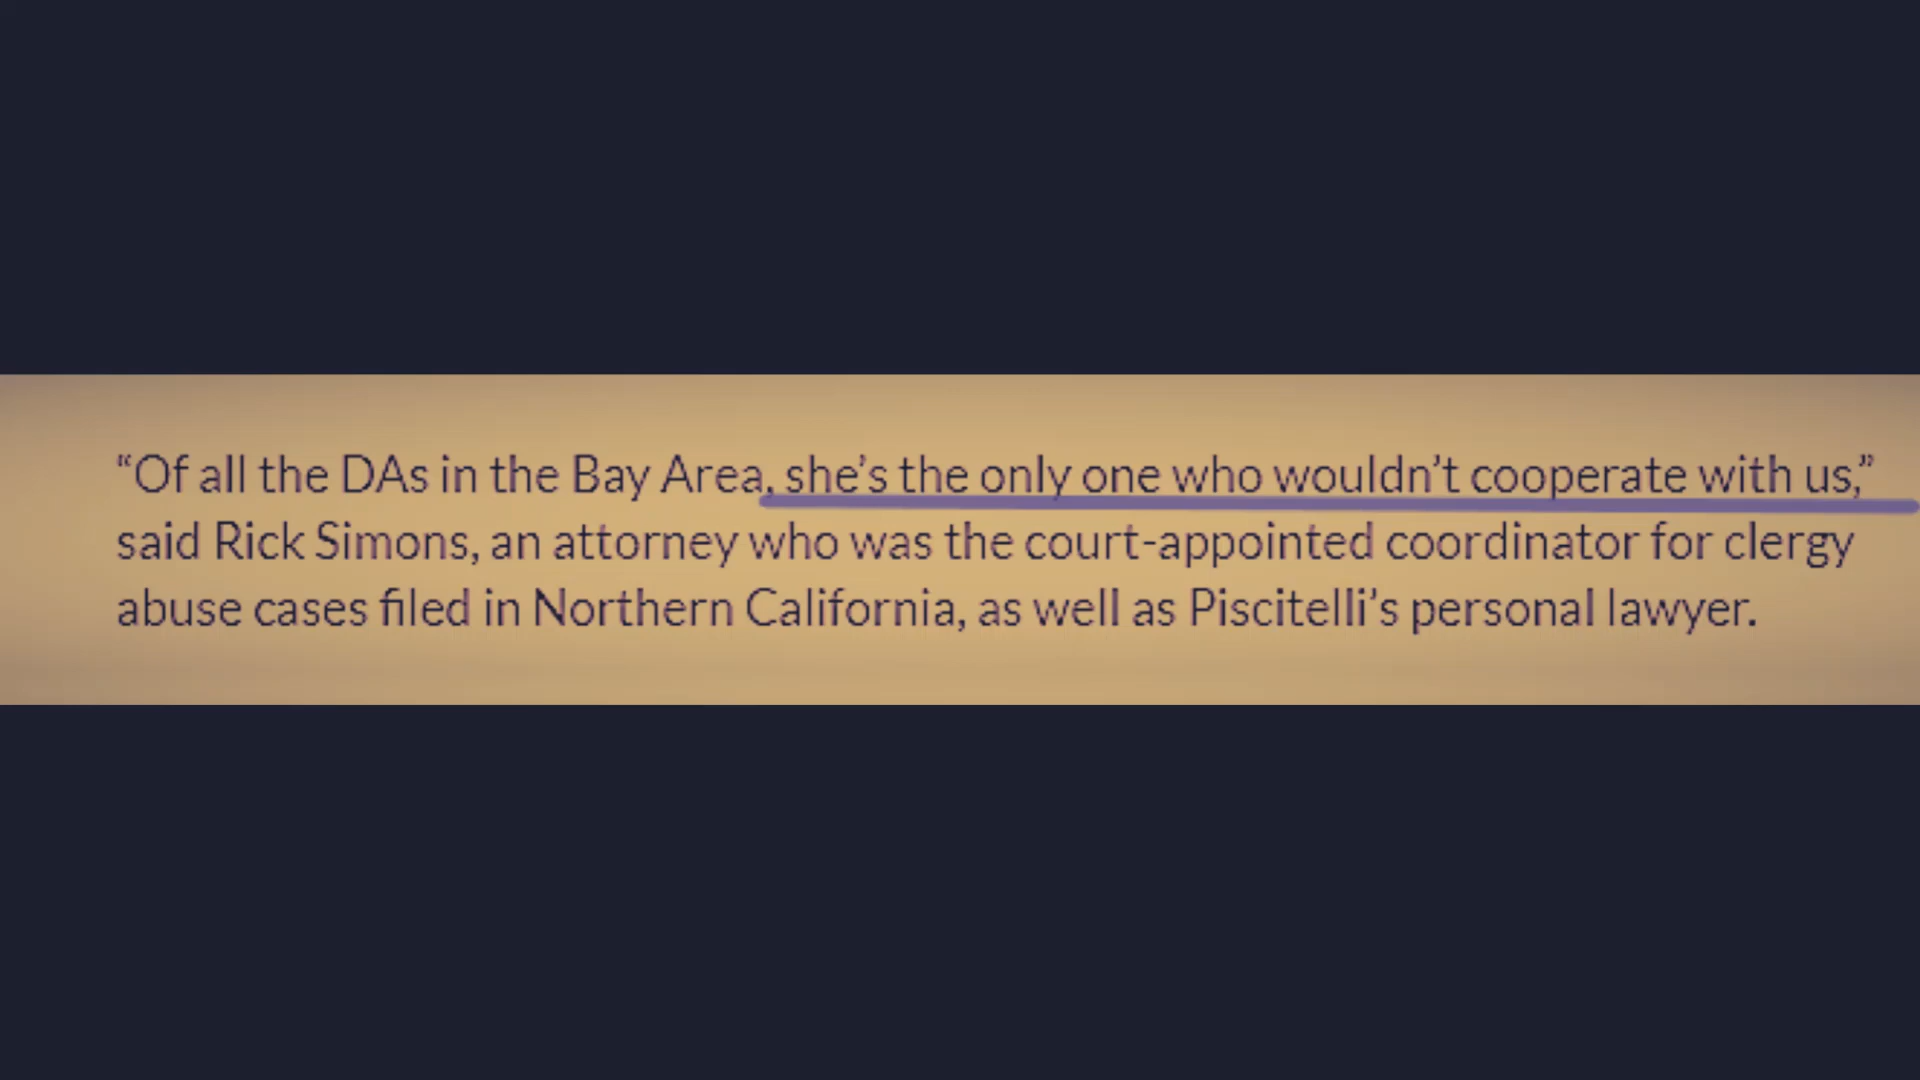 “Of all the DAs in the Bay Area, she’s the only one who wouldn’t cooperate with us,”
said Rick Simons, an attorney who was the court-appointed coordinator for clergy
abuse cases filed in Northern California, as well as Piscitelli’s personal lawyer.